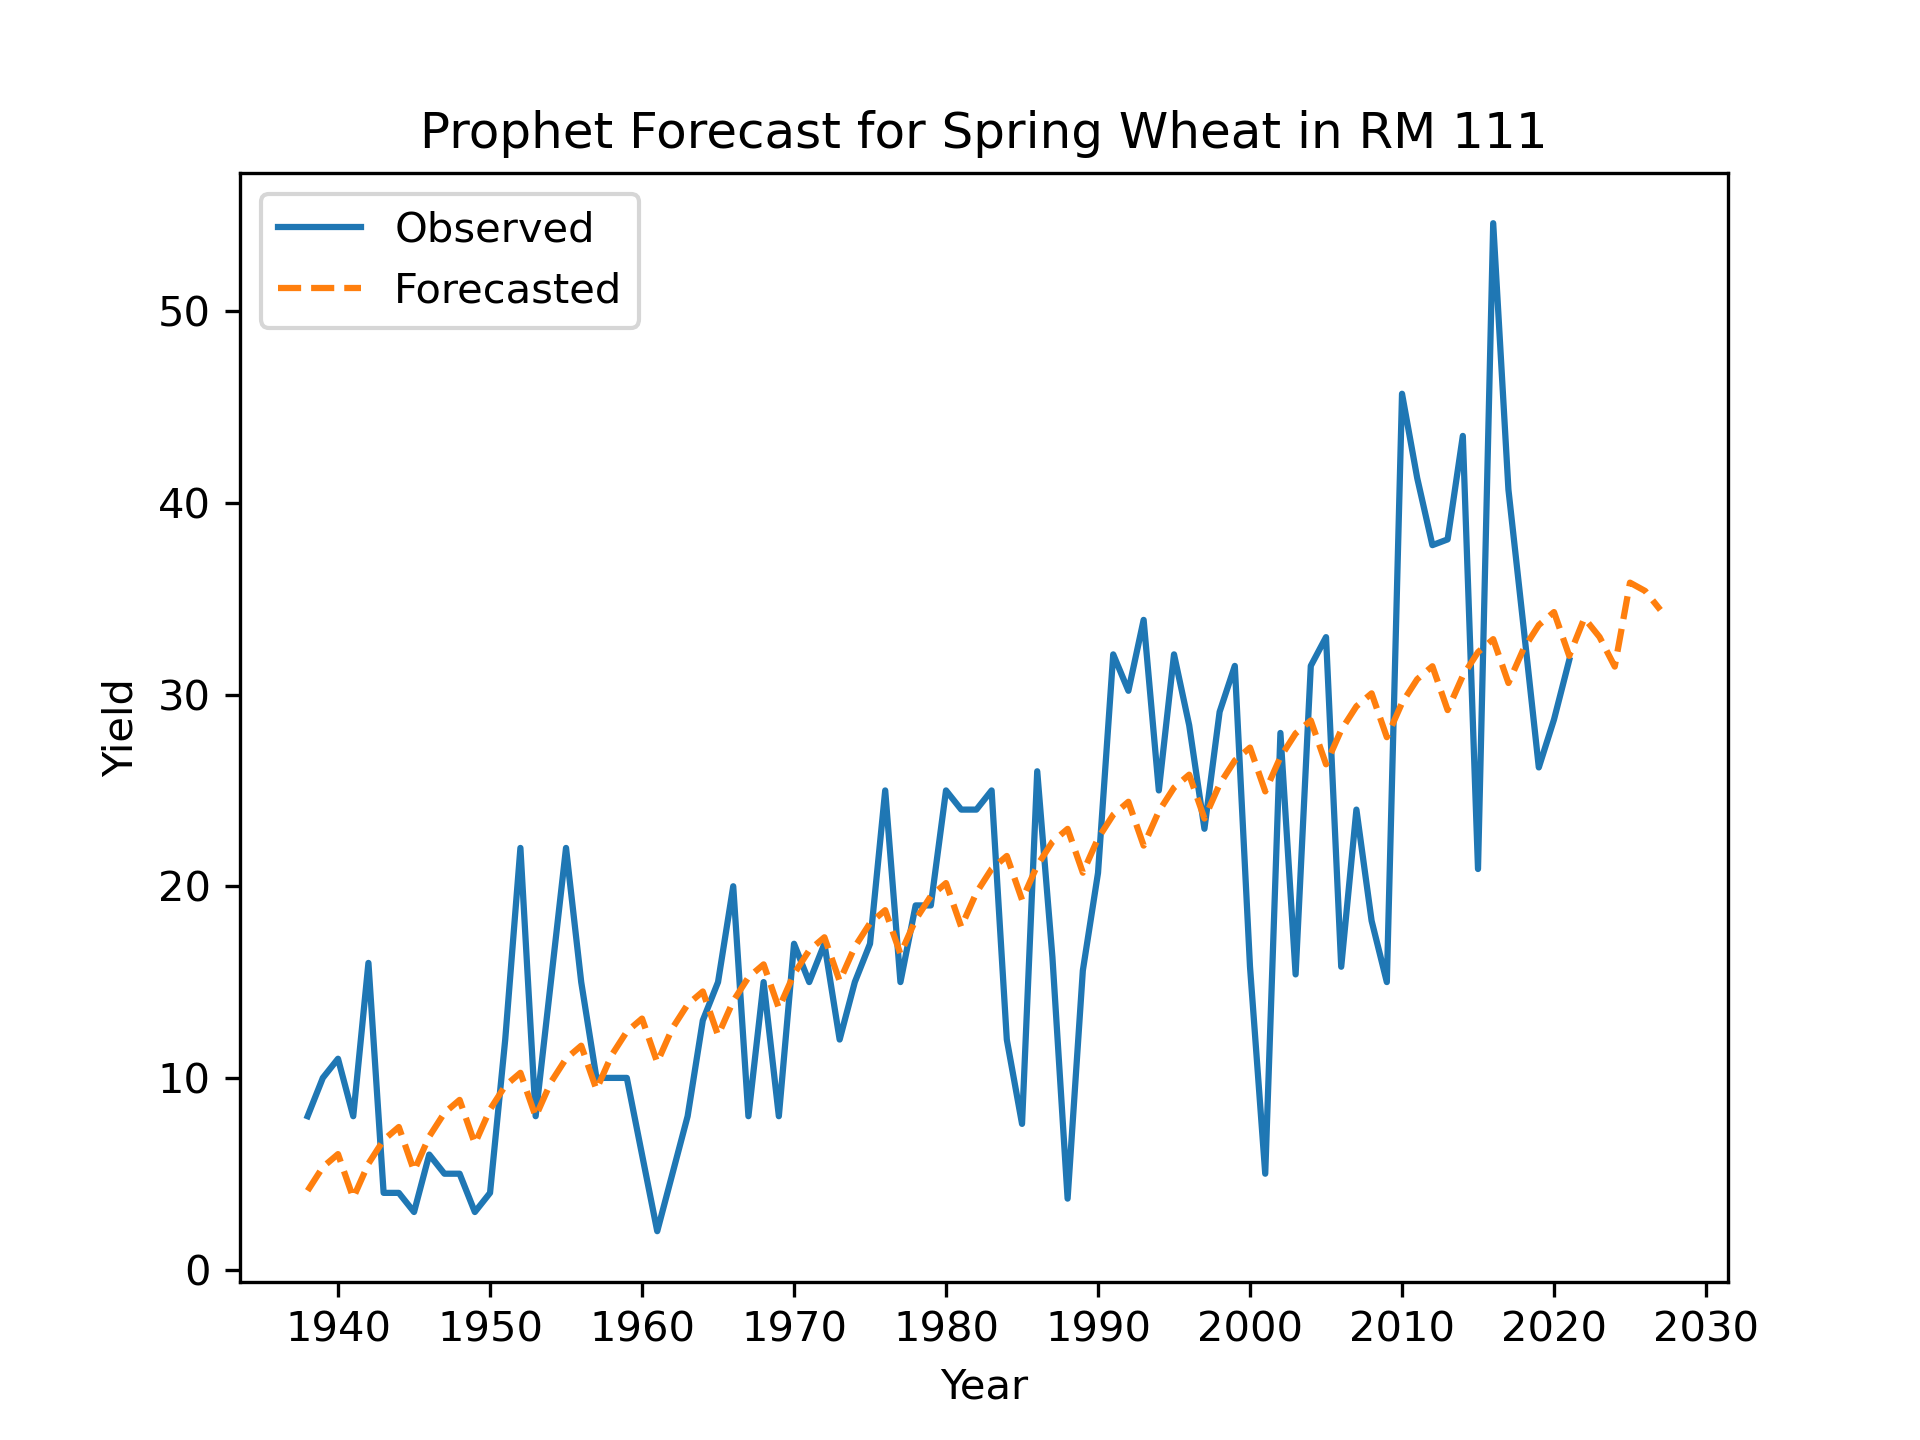 Prophet Forecast for Spring Wheat in RM 111
Observed
Forecasted
50
40
30
20
10
0
Yield
1940 1950 1960 1970 1980 1990 2000 2010 2020 2030
Year